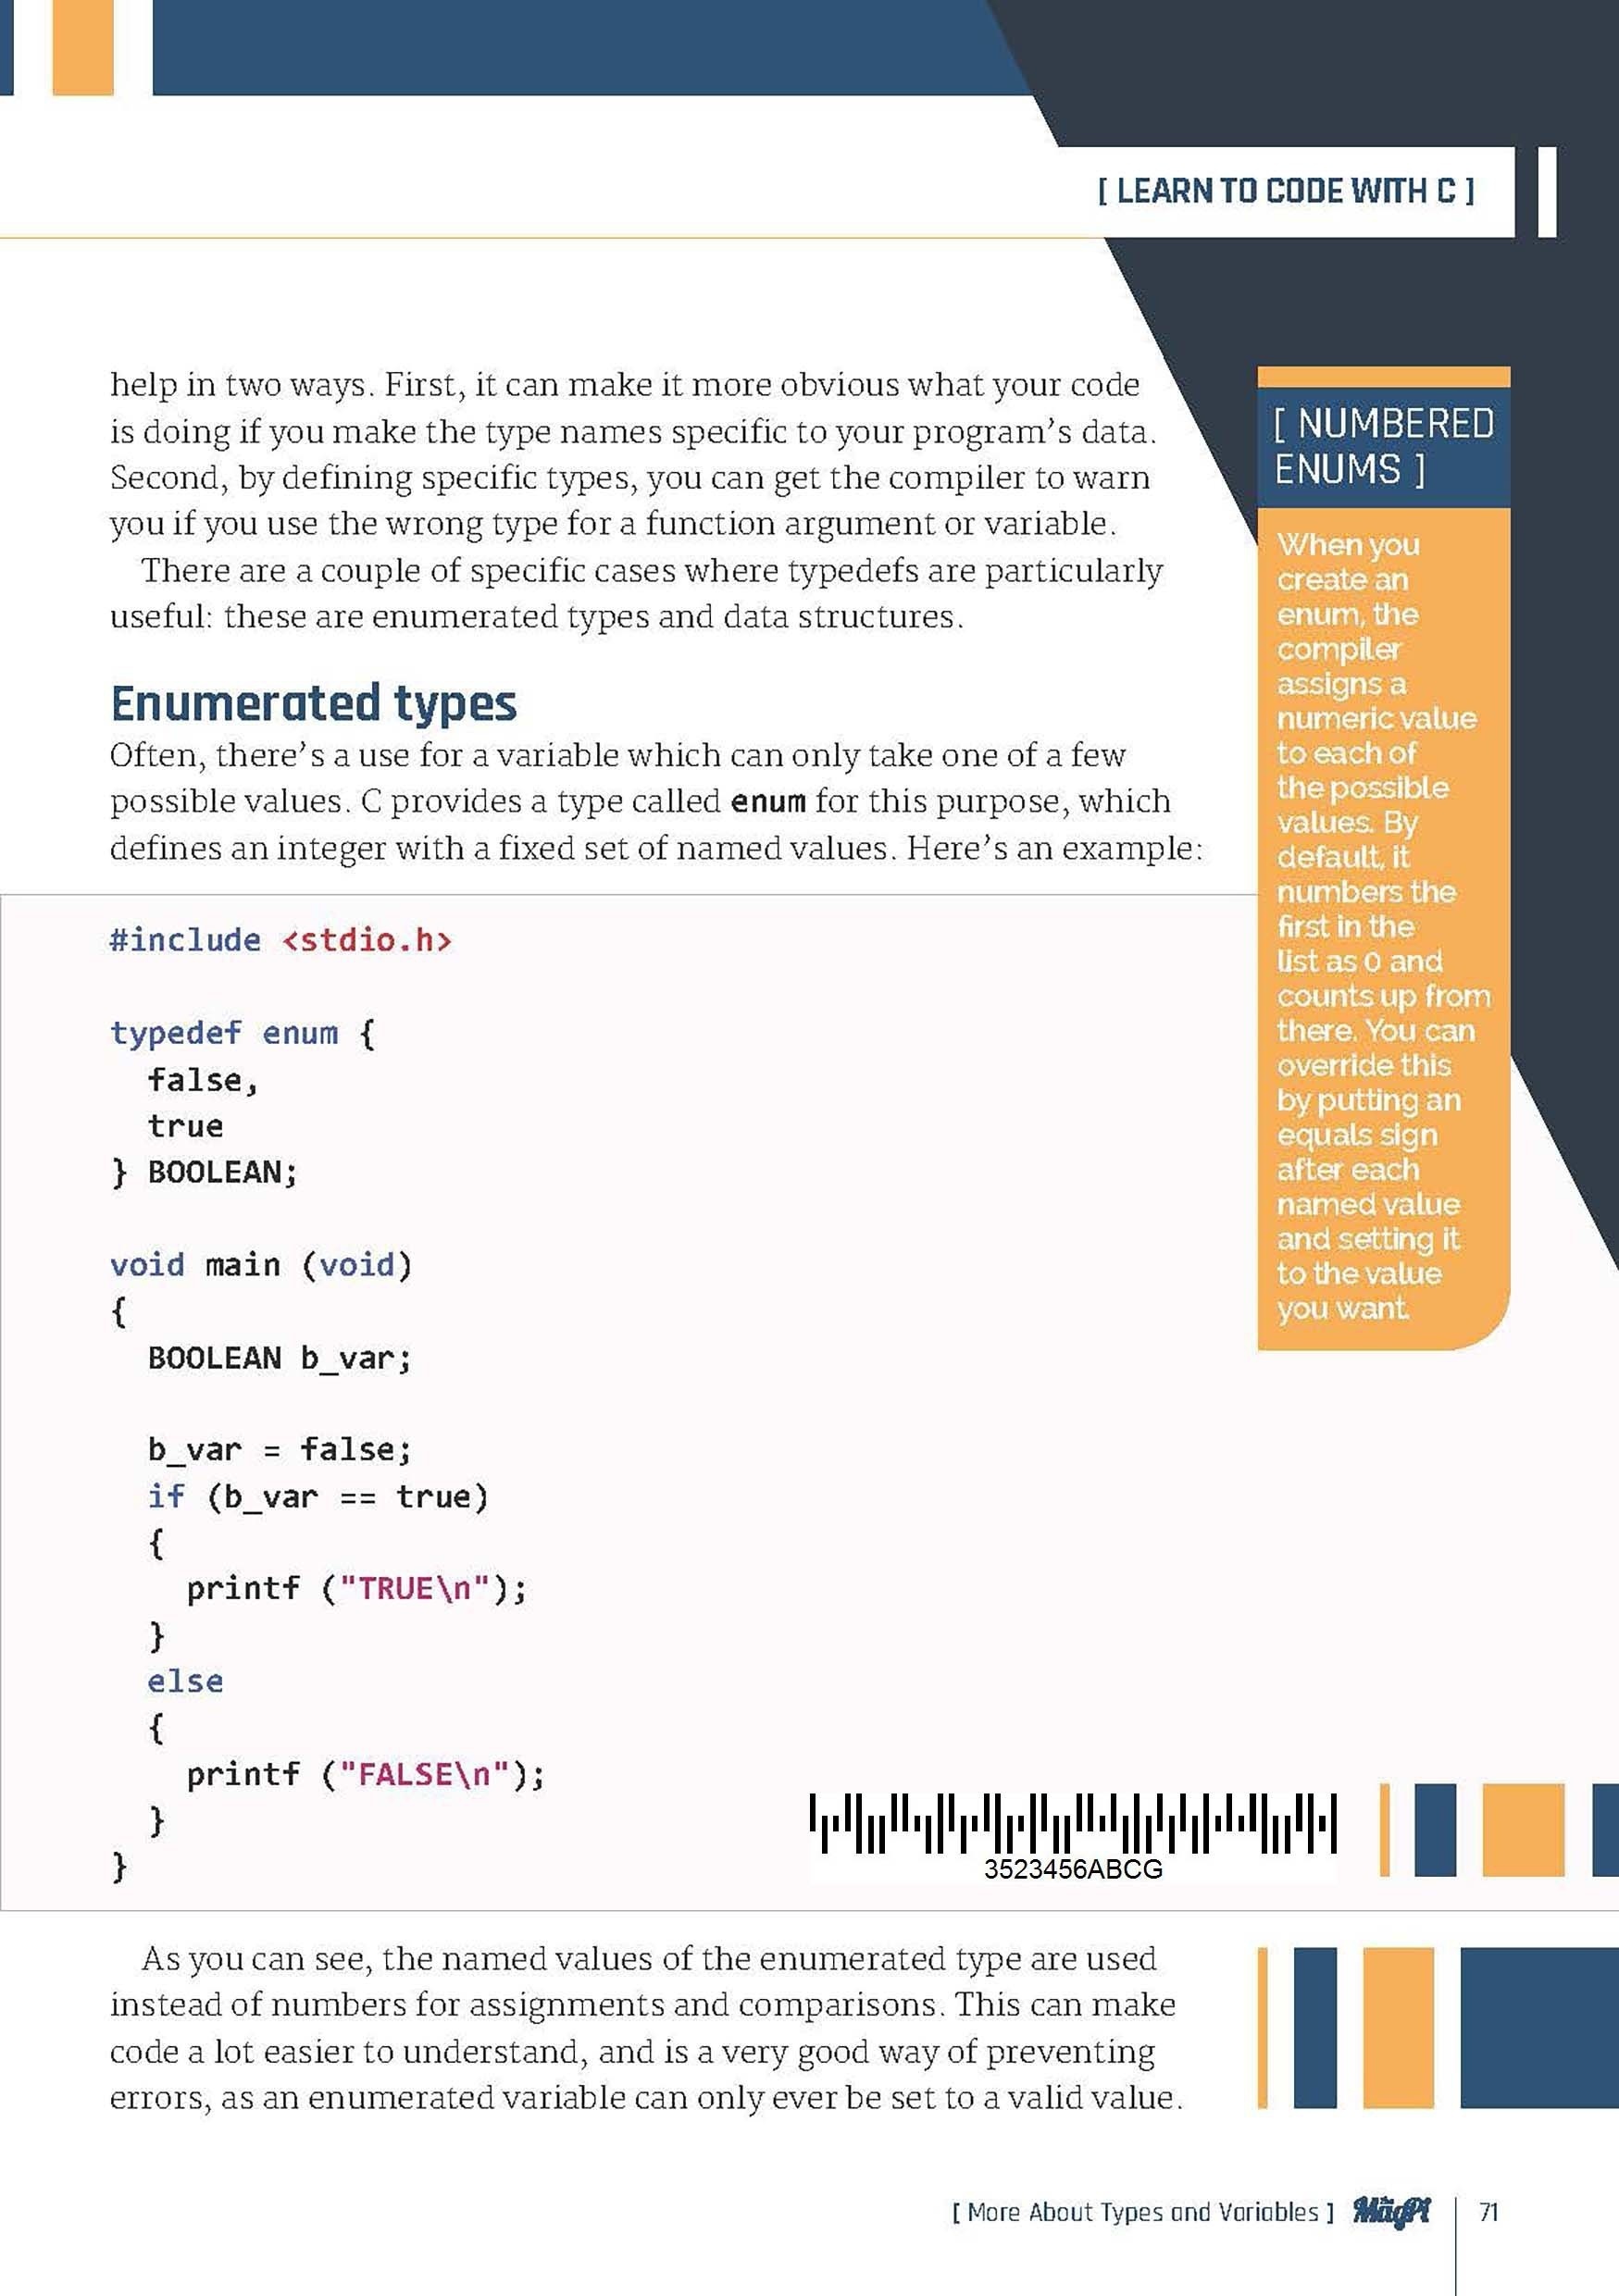 [ LEARN TO CODE WITH C ]
help in two ways. First, it can make it more obvious what your code
is doing if you make the type names specific to your program’s data.
Second, by defining specific types, you can get the compiler to warn
you if you use the wrong type for a function argument or variable.
There are a couple of specific cases where typedefs are particularly
useful: these are enumerated types and data structures.
Enumerated types
Often, there’s a use for a variable which can only take one of a few
possible values. C provides a type called enum for this purpose, which
defines an integer with a fixed set of named values. Here’s an example:
#include <stdio.h>
typedef enum {
false,
true
} BOOLEAN;
void main (void)
{
BOOLEAN b_var;
b_var = false;
if (b_var == true)
{
printf ("TRUE\n");
}
else
{
printf ("FALSE\n");
}
}
3523456ABCG
As you can see, the named values of the enumerated type are used
instead of numbers for assignments and comparisons. This can make
code a lot easier to understand, and is a very good way of preventing
errors, as an enumerated variable can only ever be set to a valid value.
[ NUMBERED
ENUMS ]
When you
create an
enum, the
compiler
assigns a
numeric value
to each of
the possible
values. By
default, it
numbers the
first in the
list as 0 and
counts up from
there. You can
override this
by putting an
equals sign
after each
named value
and setting it
to the value
you want.
[ More About Types and Variables ] The MagPi 71